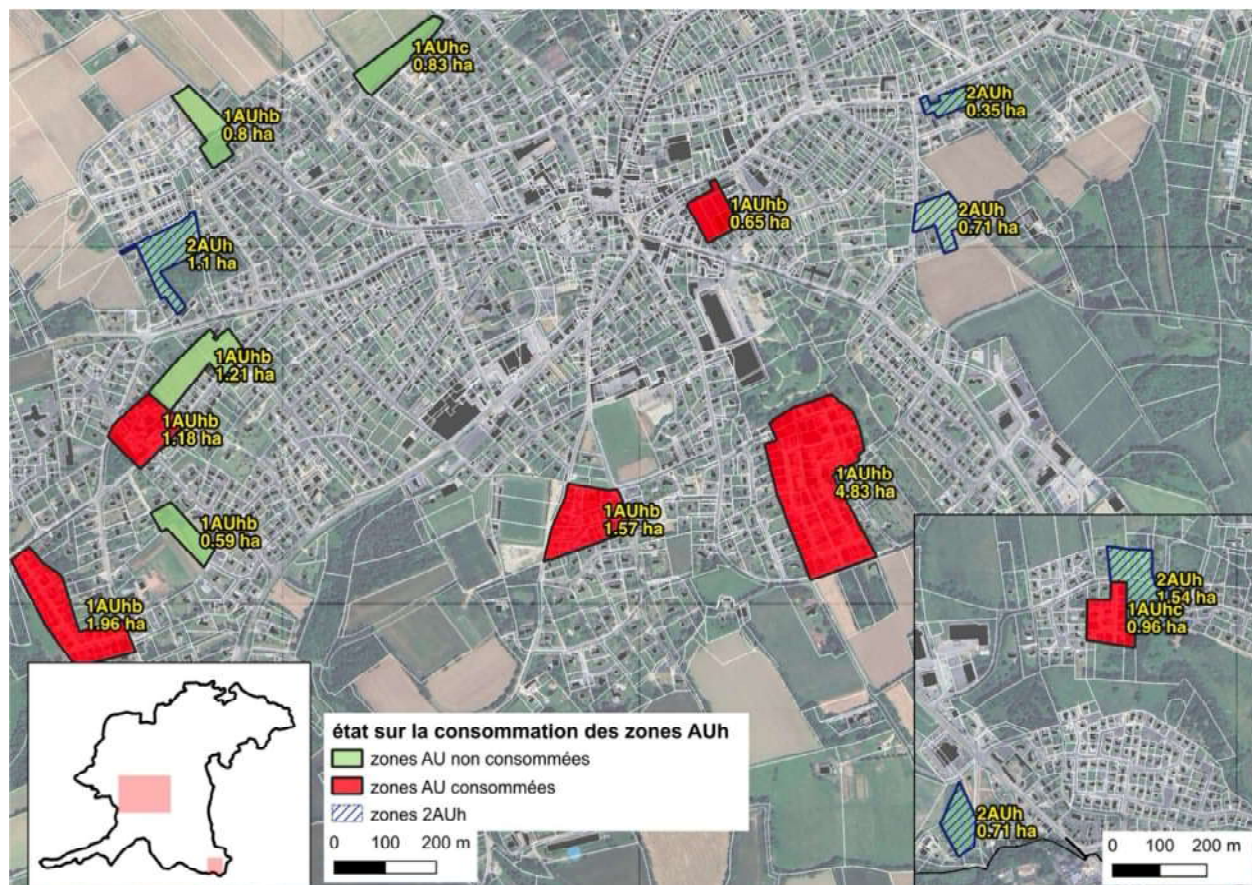 1AUhc
0.83 ha
1AUhb
0.8 ha
2AUh
0.35 ha
1AUhb
0.65 ha
2AUh
0.71 ha
2AUh
1.1 ha
1AUhb
1.21 ha
1AUhb
1.18 ha
1AUhb
4.83 ha
1AUhb
1.57 ha
1AUhb
0.59 ha
1AUhb
1.96 ha
2AUh
1.54 ha
1AUhc
0.96 ha
2AUh
0.71 ha
état sur la consommation des zones AUh
zones AU non consommées
zones AU consommées
zones 2AUh
0 100 200 m
0 100 200 m